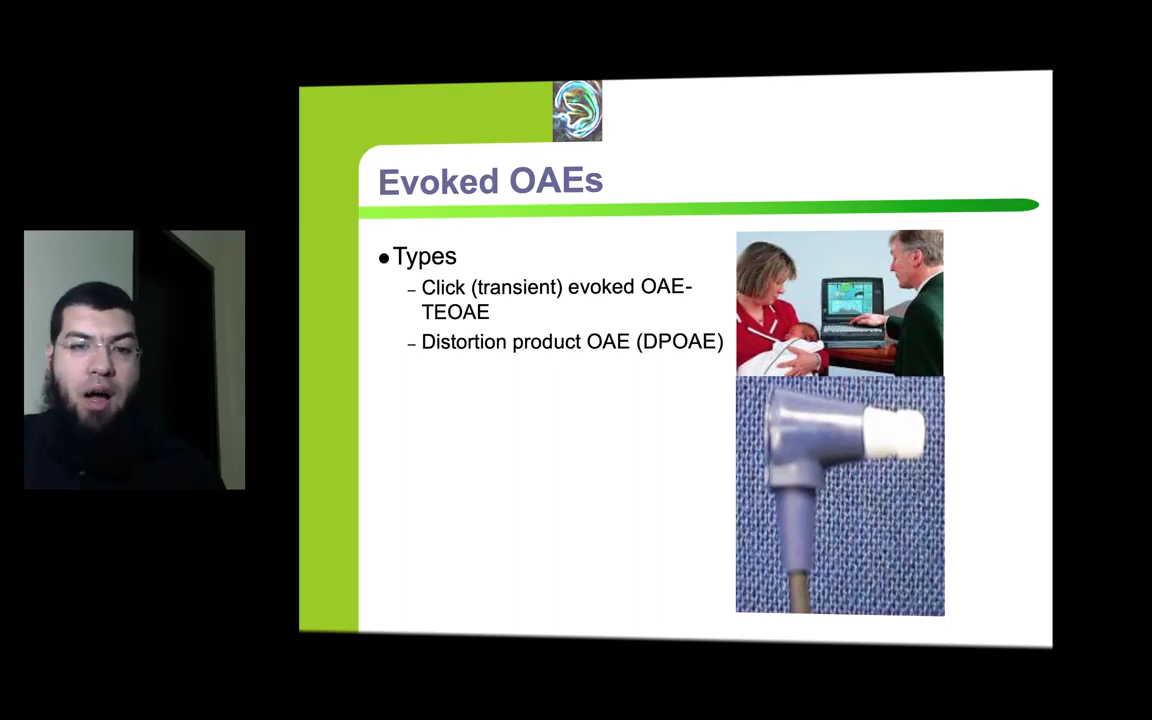 Evoked OAEs
●Types
– Click (transient) evoked OAE-
TEOAE
– Distortion product OAE (DPOAE)